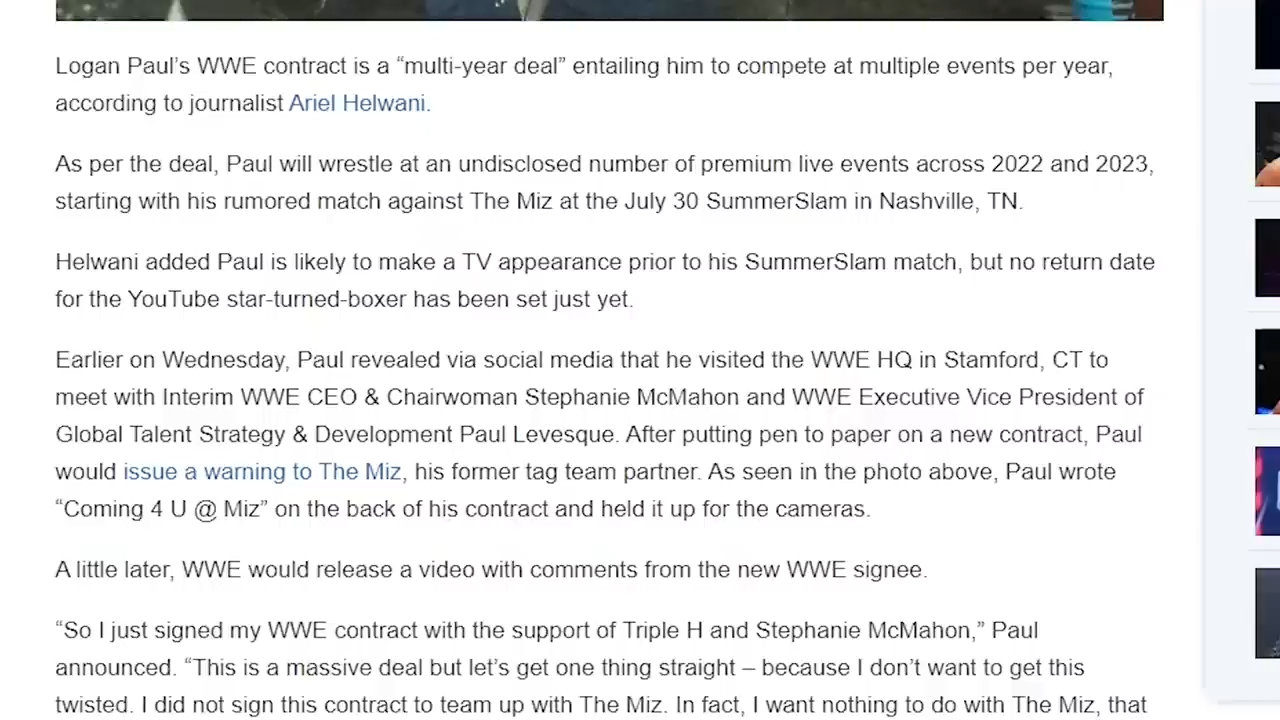 Logan Paul’s WWE contract is a “multi-year deal” entailing him to compete at multiple events per year,
according to journalist Ariel Helwani.
As per the deal, Paul will wrestle at an undisclosed number of premium live events across 2022 and 2023,
starting with his rumored match against The Miz at the July 30 SummerSlam in Nashville, TN.
Helwani added Paul is likely to make a TV appearance prior to his SummerSlam match, but no return date
for the YouTube star-turned-boxer has been set just yet.
Earlier on Wednesday, Paul revealed via social media that he visited the WWE HQ in Stamford, CT to
meet with Interim WWE CEO & Chairwoman Stephanie McMahon and WWE Executive Vice President of
Global Talent Strategy & Development Paul Levesque. After putting pen to paper on a new contract, Paul
would issue a warning to The Miz, his former tag team partner. As seen in the photo above, Paul wrote
“Coming 4 U @ Miz” on the back of his contract and held it up for the cameras.
A little later, WWE would release a video with comments from the new WWE signee.
“So I just signed my WWE contract with the support of Triple H and Stephanie McMahon,” Paul
announced. “This is a massive deal but let’s get one thing straight – because I don’t want to get this
twisted. I did not sign this contract to team up with The Miz. In fact, I want nothing to do with The Miz, that